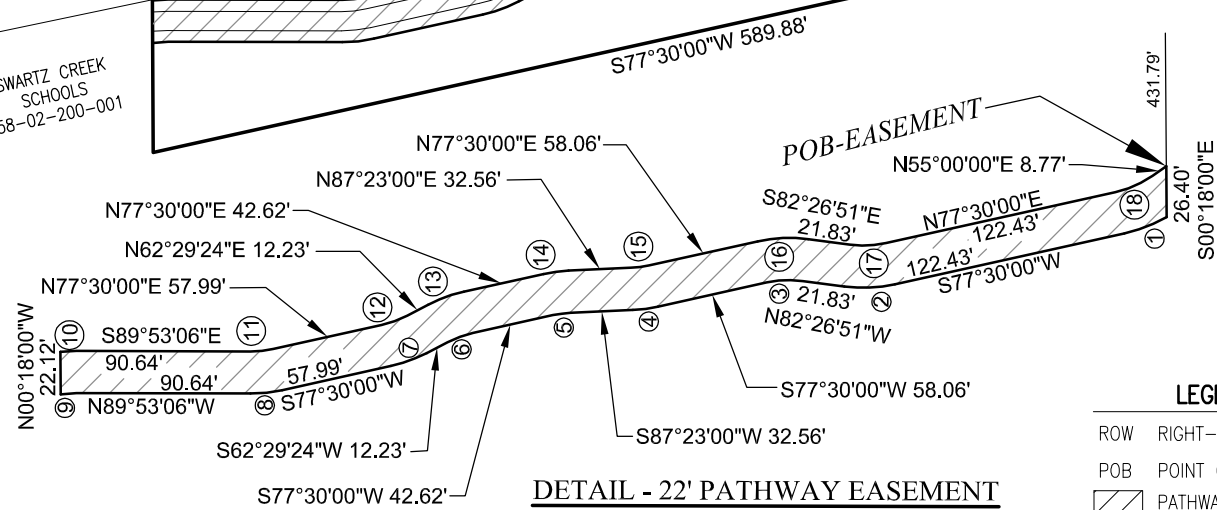 S77°30'00"W 589.88'
SWARTZ CREEK
SCHOOLS
58-02-200-001
431.79'
POB-EASEMENT
N77°30'00"E 58.06'
N55°00'00"E 8.77'
N87°23'00"E 32.56'
S82°26'51"E
21.83'
N77°30'00"E
122.43'
18
26.40'
S00°18'00"E
1
N77°30'00"E 42.62'
14
15
16
17
122.43'
S77°30'00"W
N62°29'24"E 12.23'
13
3
21.83'
2
N82°26'51"W
N77°30'00"E 57.99'
12
5
4
N00°18'00"W
22.12'
10
S89°53'06"E
11
7
6
90.64'
90.64'
57.99'
S77°30'00"W
9
N89°53'06"W
8
S77°30'00"W 58.06'
S62°29'24"W 12.23'
S87°23'00"W 32.56'
S77°30'00"W 42.62'
DETAIL - 22' PATHWAY EASEMENT
LEGE
ROW RIGHT-
POB POINT
PATHWA